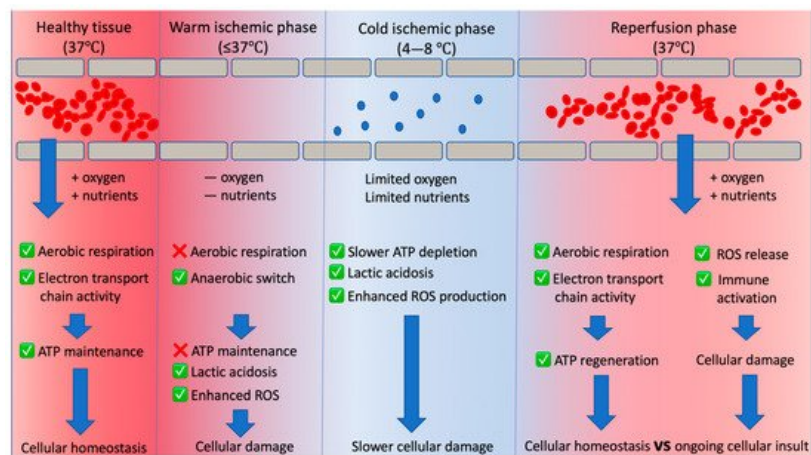 Healthy tissue
(37℃)
+ oxygen
+ nutrients
Aerobic respiration
Electron transport
chain activity
ATP maintenance
Cellular homeostasis
Warm ischemic phase
(≤37℃)
— oxygen
— nutrients
Aerobic respiration
Anaerobic switch
ATP maintenance
Lactic acidosis
Enhanced ROS
Cellular damage
Cold ischemic phase
(4—8 ℃)
Limited oxygen
Limited nutrients
Slower ATP depletion
Lactic acidosis
Enhanced ROS production
Slower cellular damage
Reperfusion phase
(37℃)
+ oxygen
+ nutrients
Aerobic respiration
Electron transport
chain activity
ATP regeneration
ROS release
Immune
activation
Cellular damage
Cellular homeostasis VS ongoing cellular insult